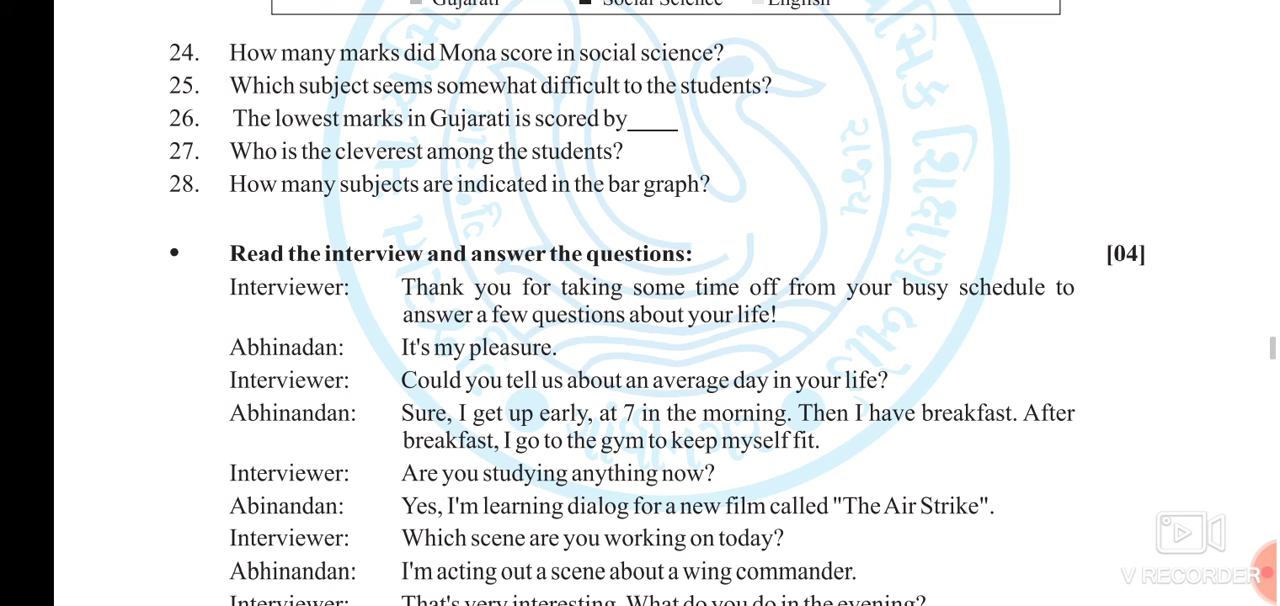 Gujarati Social Science English
24. How many marks did Mona score in social science?
25. Which subject seems somewhat difficult to the students?
26. The lowest marks in Gujarati is scored by____
27. Who is the cleverest among the students?
28. How many subjects are indicated in the bar graph?
• Read the interview and answer the questions: [04]
Interviewer: Thank you for taking some time off from your busy schedule to
answer a few questions about your life!
Abhinadan: It's my pleasure.
Interviewer: Could you tell us about an average day in your life?
Abhinandan: Sure, I get up early, at 7 in the morning. Then I have breakfast. After
breakfast, I go to the gym to keep myself fit.
Interviewer: Are you studying anything now?
Abinandan: Yes, I'm learning dialog for a new film called "The Air Strike".
Interviewer: Which scene are you working on today?
Abhinandan: I'm acting out a scene about a wing commander.
Interviewer: That's very interesting. What do you do in the evening?
V RECORDER